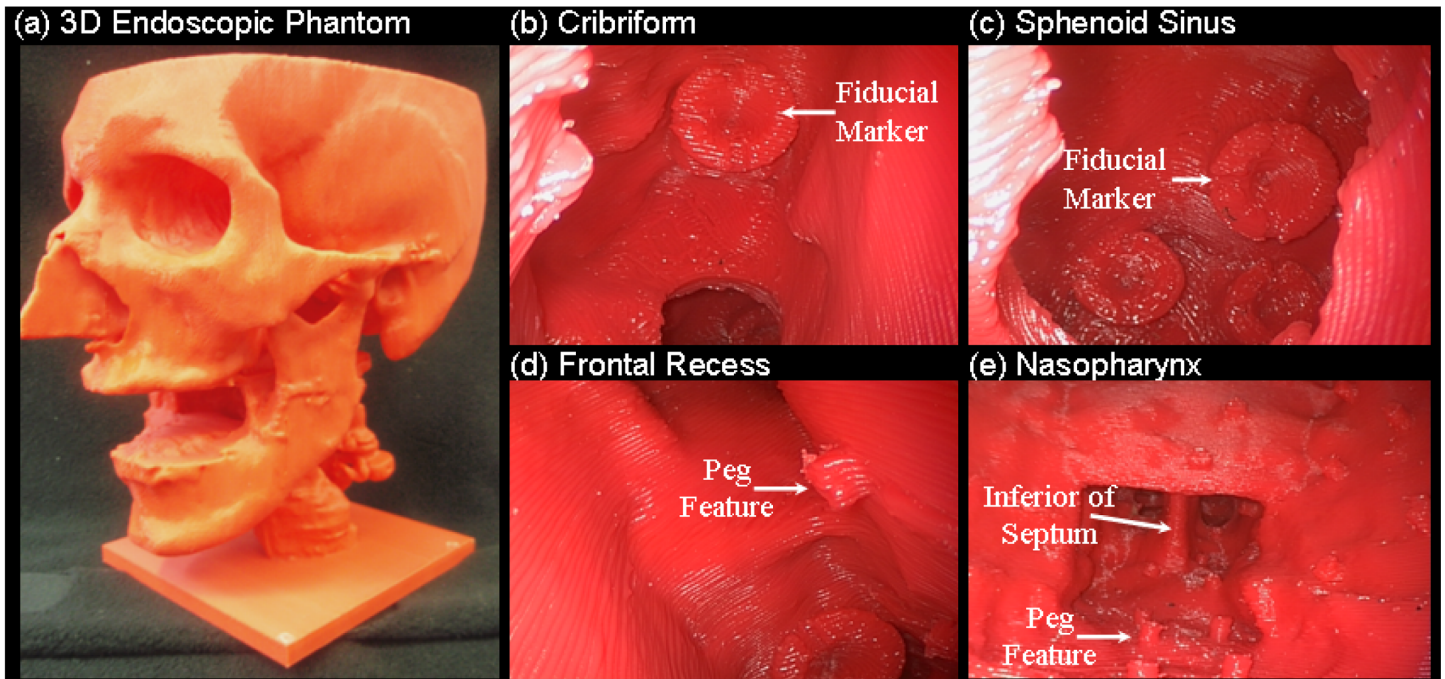 (a) 3D Endoscopic Phantom
(b) Cribriform
Fiducial
Marker
(c) Sphenoid Sinus
Fiducial
Marker
(d) Frontal Recess
Peg
Feature
(e) Nasopharynx
Inferior of
Septum
Peg
Feature